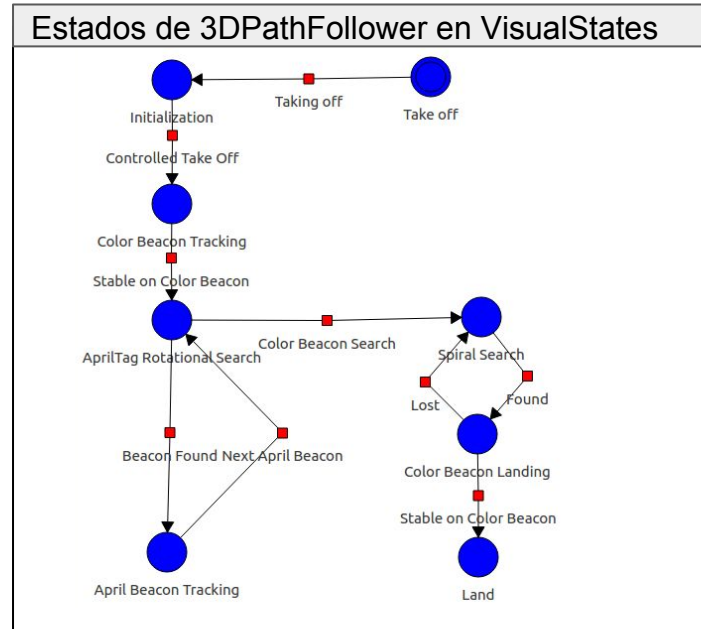 Estados de 3DPathFollower en VisualStates
Taking off
Take off
Initialization
Controlled Take Off
Color Beacon Tracking
Stable on Color Beacon
AprilTag Rotational Search
Color Beacon Search
Spiral Search
Lost
Found
Beacon Found
Next April Beacon
Color Beacon Landing
Stable on Color Beacon
April Beacon Tracking
Land